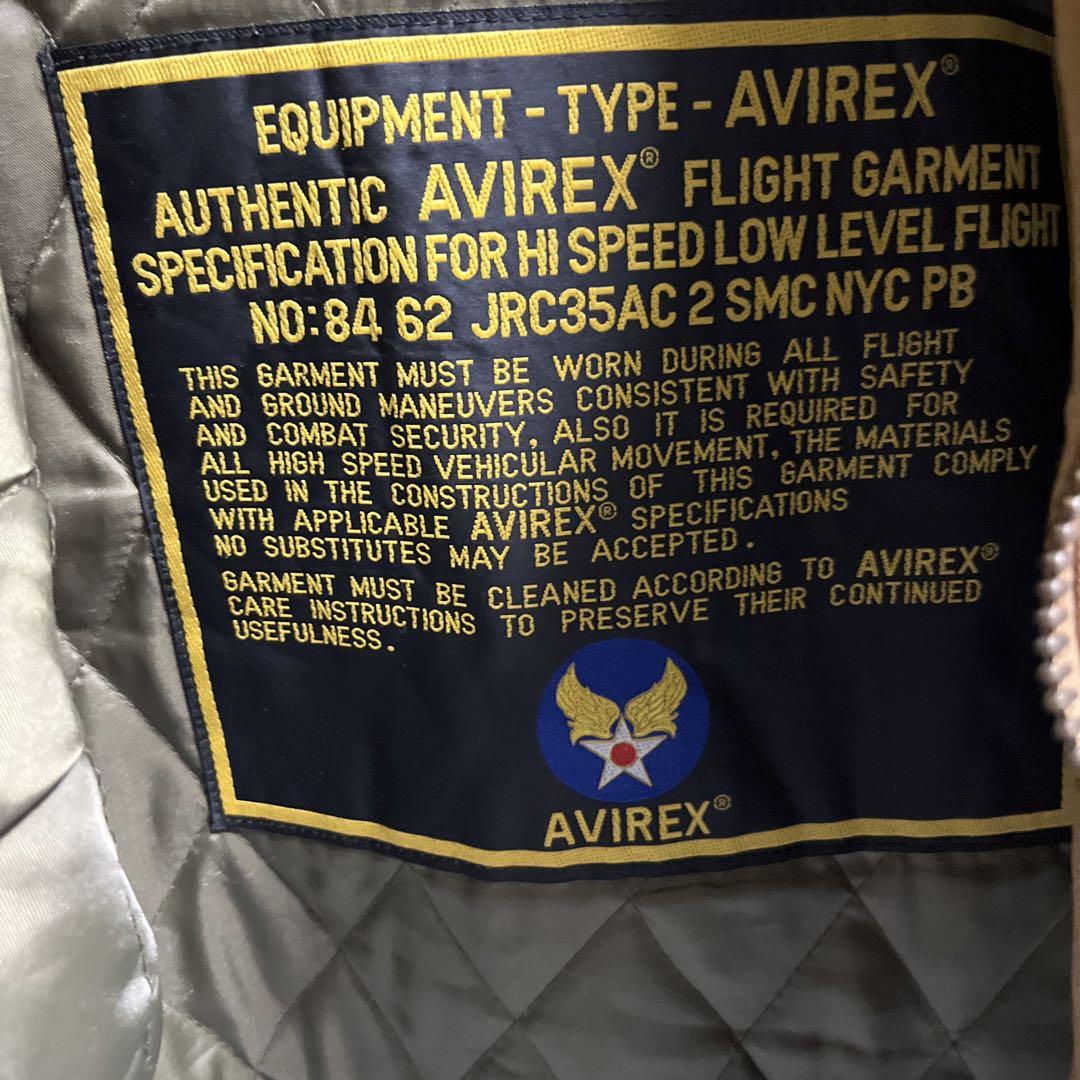 EQUIPMENT - TYPE - AVIREX®
AUTHENTIC AVIREX® FLIGHT GARMENT
SPECIFICATION FOR HI SPEED LOW LEVEL FLIGHT
NO:84 62 JRC35AC 2 SMC NYC PB
THIS GARMENT MUST BE WORN DURING ALL FLIGHT
AND GROUND MANEUVERS CONSISTENT WITH SAFETY
AND COMBAT SECURITY, ALSO IT IS REQUIRED FOR
ALL HIGH SPEED VEHICULAR MOVEMENT, THE MATERIALS
USED IN THE CONSTRUCTIONS OF THIS GARMENT COMPLY
WITH APPLICABLE AVIREX® SPECIFICATIONS
NO SUBSTITUTES MAY BE ACCEPTED.
GARMENT MUST BE CLEANED ACCORDING TO AVIREX®
CARE INSTRUCTIONS TO PRESERVE THEIR CONTINUED
USEFULNESS.
AVIREX®